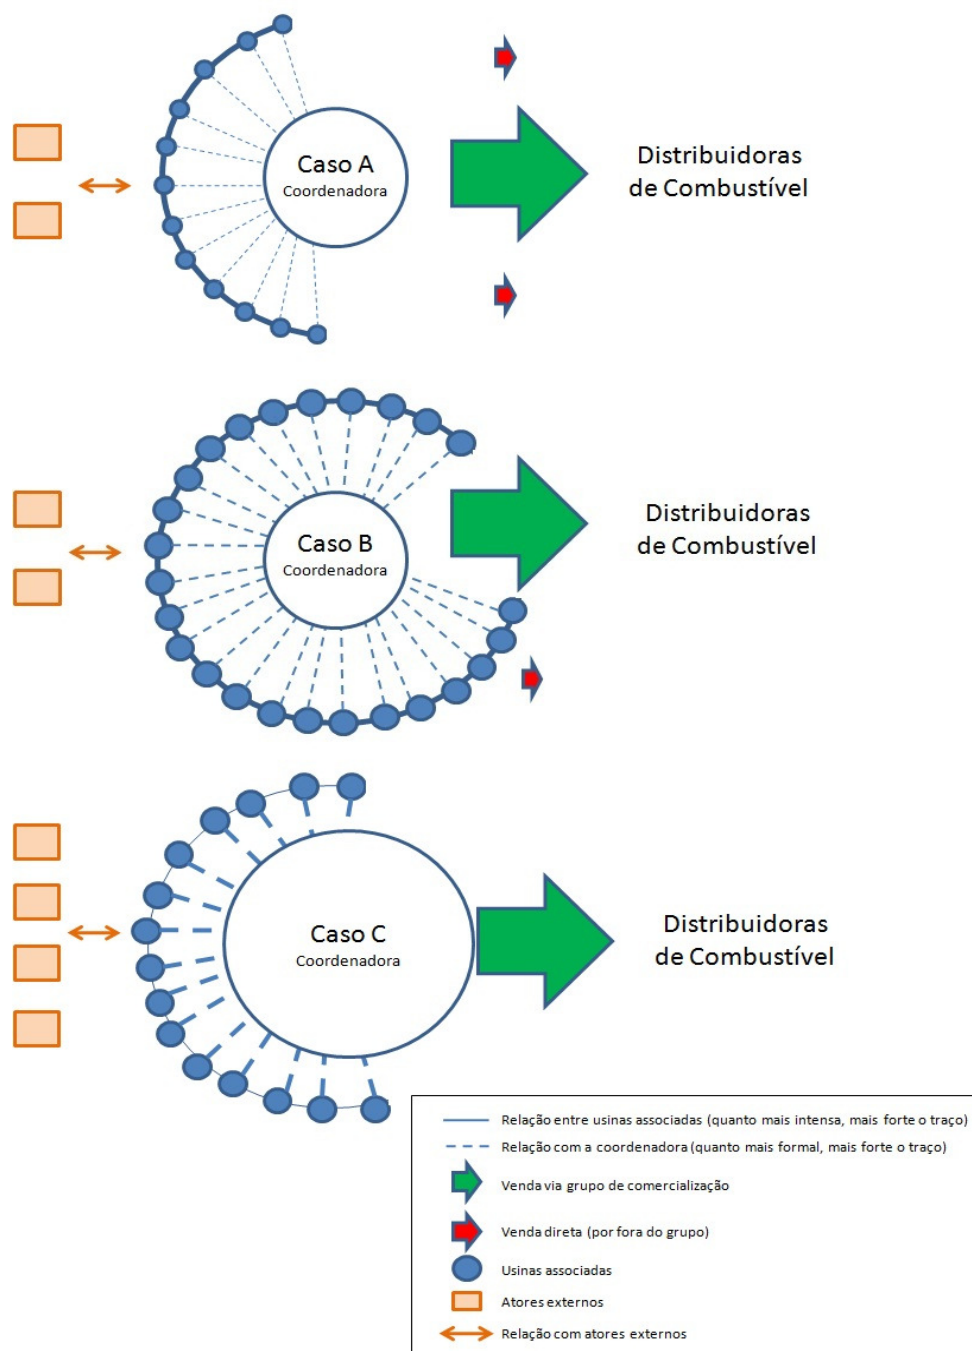 Caso A
Coordenadora
Distribuidoras
de Combustível
Caso B
Coordenadora
Distribuidoras
de Combustível
Caso C
Coordenadora
Distribuidoras
de Combustível
Relação entre usinas associadas (quanto mais intensa, mais forte o traço)
Relação com a coordenadora (quanto mais formal, mais forte o traço)
Venda via grupo de comercialização
Venda direta (por fora do grupo)
Usinas associadas
Atores externos
Relação com atores externos